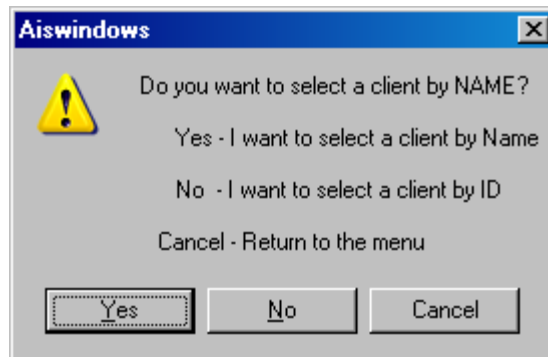 Aiswindows
Do you want to select a client by NAME?
Yes - I want to select a client by Name
No - I want to select a client by ID
Cancel - Return to the menu
Yes No Cancel